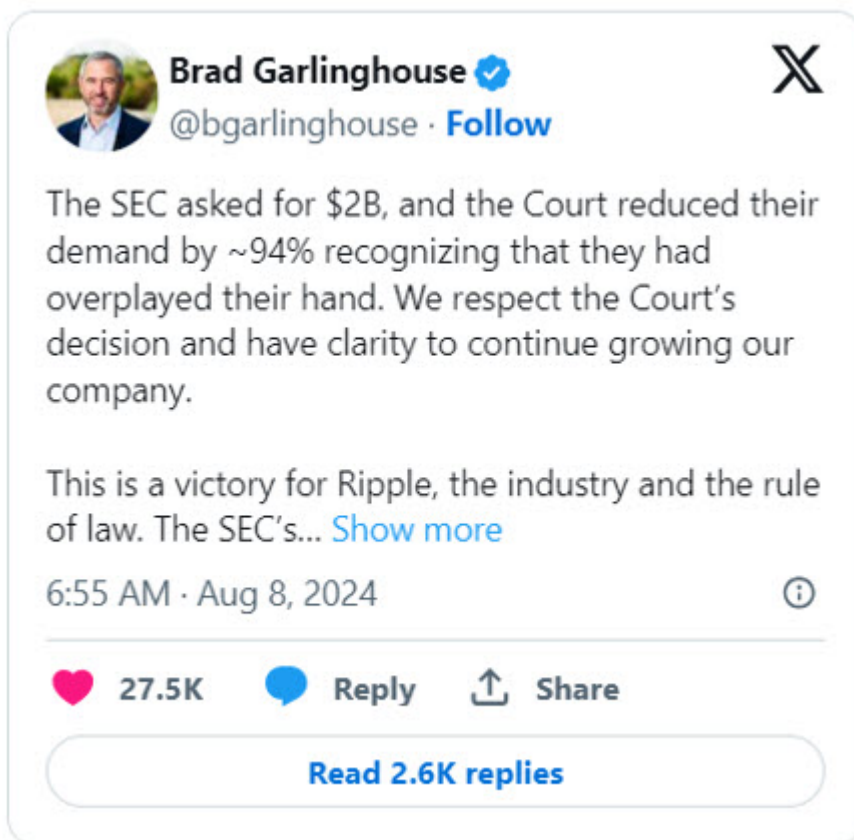 Brad Garlinghouse
@bgarlinghouse · Follow
The SEC asked for $2B, and the Court reduced their
demand by ~94% recognizing that they had
overplayed their hand. We respect the Court’s
decision and have clarity to continue growing our
company.
This is a victory for Ripple, the industry and the rule
of law. The SEC’s... Show more
6:55 AM · Aug 8, 2024
27.5K Reply Share
Read 2.6K replies